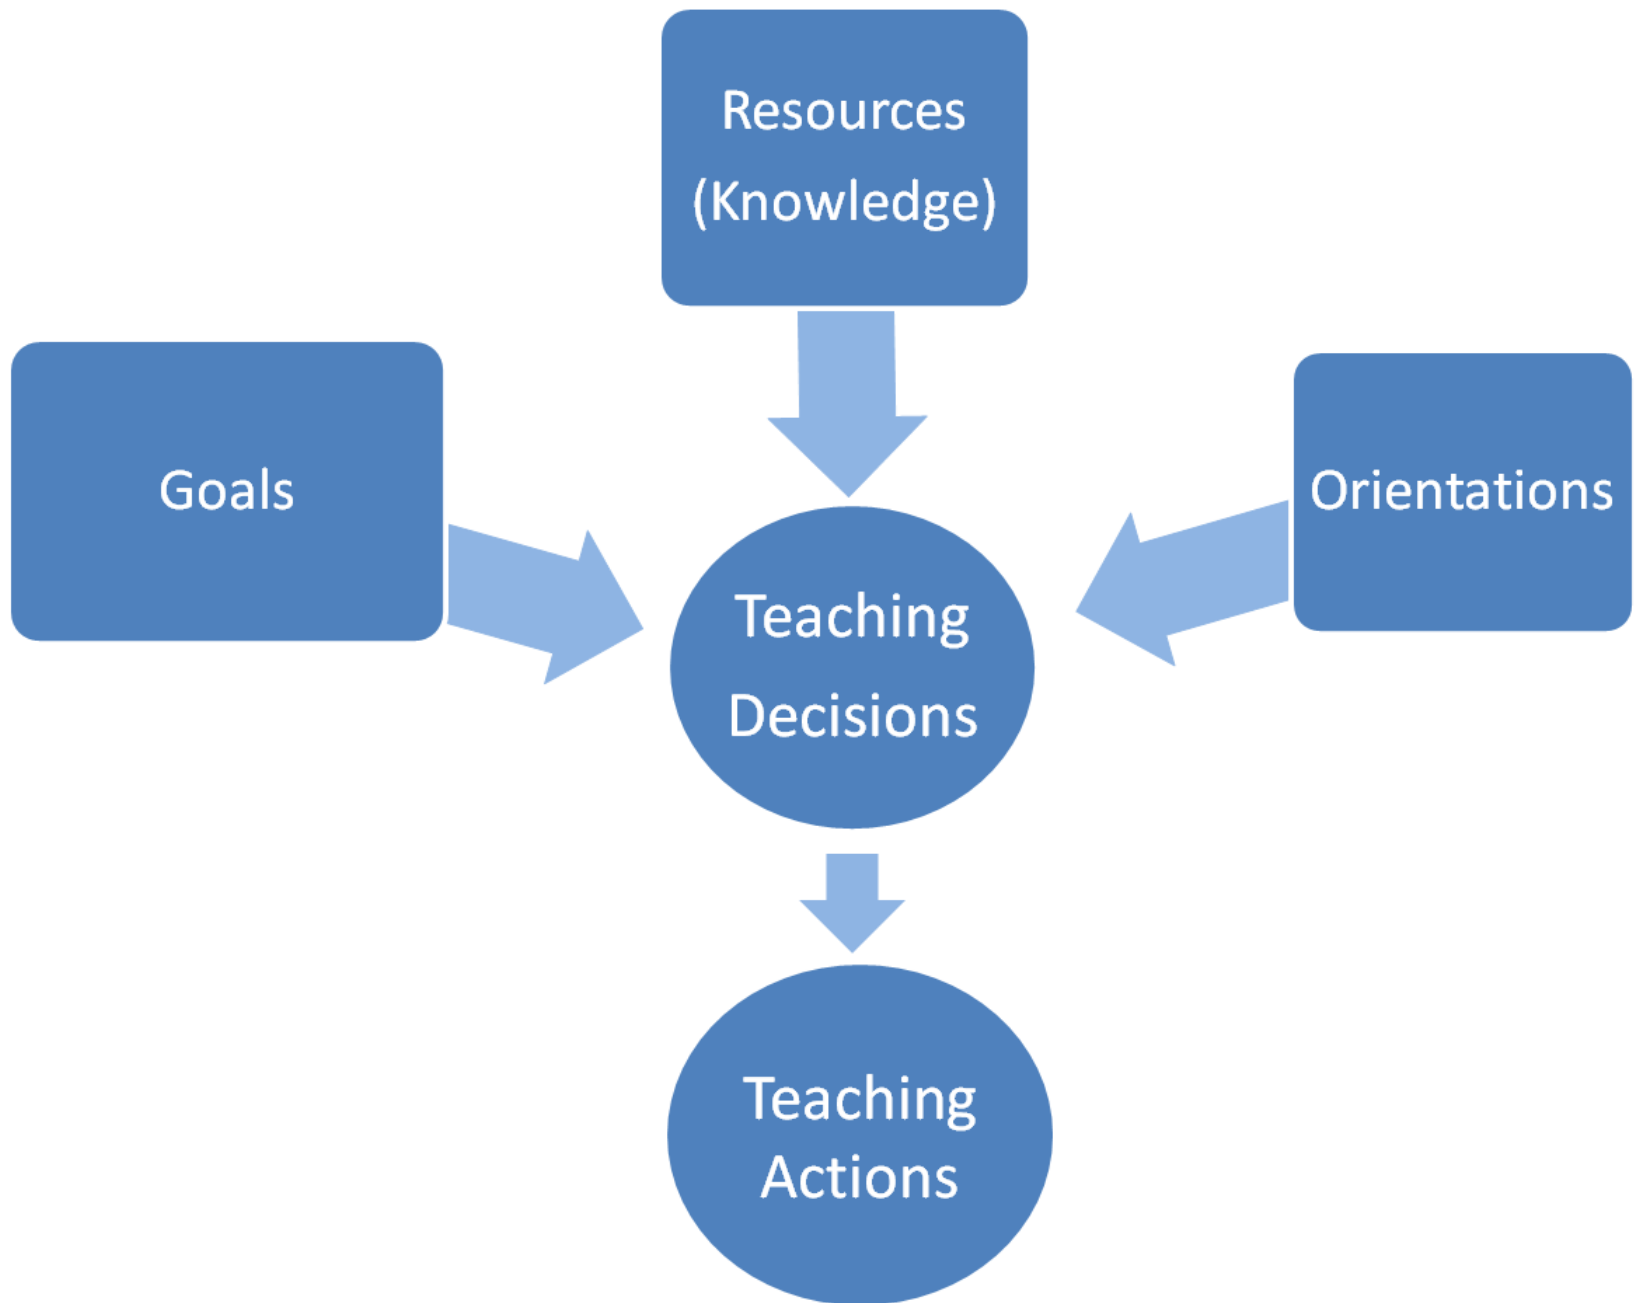 Resources
(Knowledge)
Goals
Orientations
Teaching
Decisions
Teaching
Actions